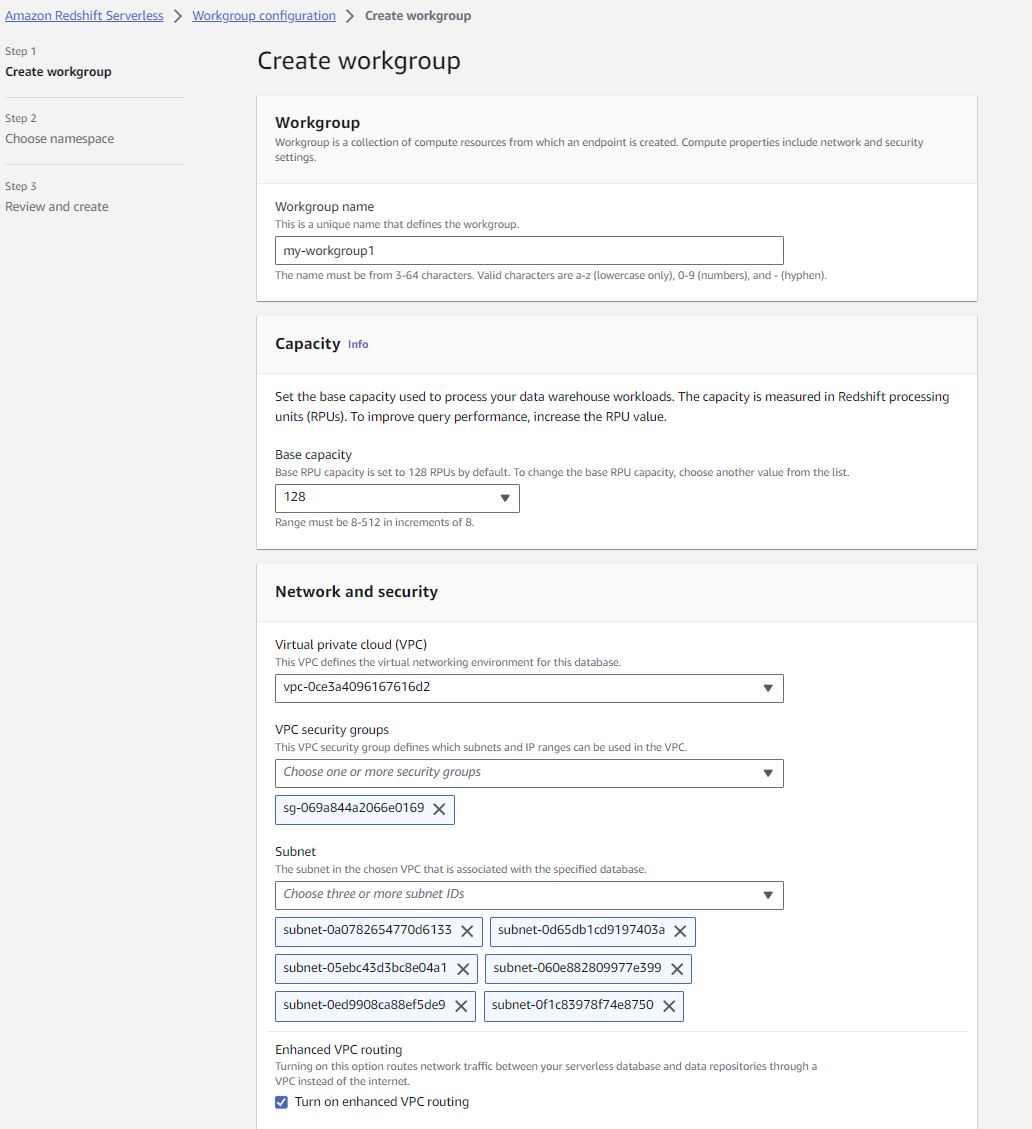 Amazon Redshift Serverless > Workgroup configuration > Create workgroup
Step 1
Create workgroup
Step 2
Choose namespace
Step 3
Review and create
Create workgroup
Workgroup
Workgroup is a collection of compute resources from which an endpoint is created. Compute properties include network and security
settings.
Workgroup name
This is a unique name that defines the workgroup.
my-workgroup1
The name must be from 3-64 characters. Valid characters are a-z (lowercase only), 0-9 (numbers), and - (hyphen).
Capacity Info
Set the base capacity used to process your data warehouse workloads. The capacity is measured in Redshift processing
units (RPUs). To improve query performance, increase the RPU value.
Base capacity
Base RPU capacity is set to 128 RPUs by default. To change the base RPU capacity, choose another value from the list.
128
Range must be 8-512 in increments of 8.
Network and security
Virtual private cloud (VPC)
This VPC defines the virtual networking environment for this database.
vpc-0ce3a4096167616d2
VPC security groups
This VPC security group defines which subnets and IP ranges can be used in the VPC.
Choose one or more security groups
sg-069a844a2066e0169
Subnet
The subnet in the chosen VPC that is associated with the specified database.
Choose three or more subnet IDs
subnet-0a0782654770d6133 subnet-0d65db1cd9197403a
subnet-05ebc43d3bc8e04a1 subnet-060e882809977e399
subnet-0ed9908ca88ef5de9 subnet-0f1c83978f74e8750
Enhanced VPC routing
Turning on this option routes network traffic between your serverless database and data repositories through a
VPC instead of the internet.
Turn on enhanced VPC routing